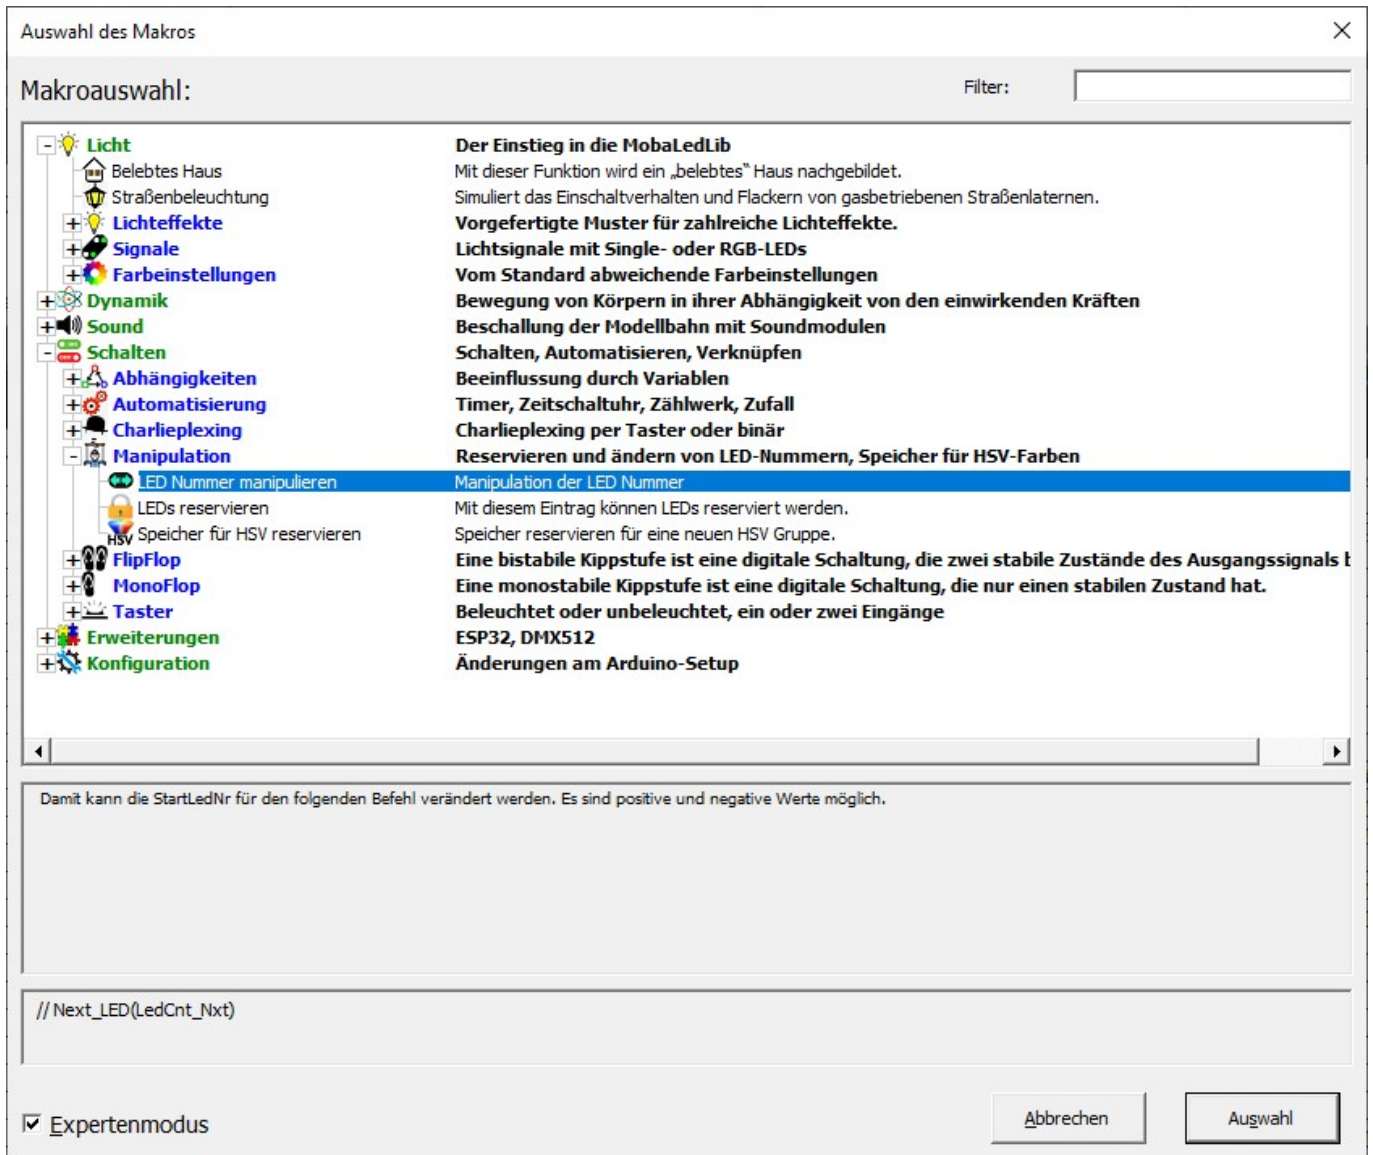 Auswahl des Makros
Makroauswahl:
Filter:
Licht Der Einstieg in die MobaLedLib
Belebtes Haus Mit dieser Funktion wird ein „belebtes“ Haus nachgebildet.
Straßenbeleuchtung Simuliert das Einschaltverhalten und Flackern von gasbetriebenen Straßenlaternen.
Lichteffekte Vorgefertigte Muster für zahlreiche Lichteffekte.
Signale Lichtsignale mit Single- oder RGB-LEDs
Farbeinstellungen Vom Standard abweichende Farbeinstellungen
Dynamik Bewegung von Körpern in ihrer Abhängigkeit von den einwirkenden Kräften
Sound Beschallung der Modellbahn mit Soundmodulen
Schalten Schalten, Automatisieren, Verknüpfen
Abhängigkeiten Beeinflussung durch Variablen
Automatisierung Timer, Zeitschaltuhr, Zählwerk, Zufall
Charlieplexing Charlieplexing per Taster oder binär
Manipulation Reservieren und ändern von LED-Nummern, Speicher für HSV-Farben
LED Nummer manipulieren Manipulation der LED Nummer
LEDs reservieren Mit diesem Eintrag können LEDs reserviert werden.
HSV Speicher für HSV reservieren Speicher reservieren für eine neuen HSV Gruppe.
FlipFlop Eine bistabile Kippstufe ist eine digitale Schaltung, die zwei stabile Zustände des Ausgangssignals
MonoFlop Eine monostabile Kippstufe ist eine digitale Schaltung, die nur einen stabilen Zustand hat.
Taster Beleuchtet oder unbeleuchtet, ein oder zwei Eingänge
Erweiterungen ESP32, DMX512
Konfiguration Änderungen am Arduino-Setup
Damit kann die StartLedNr für den folgenden Befehl verändert werden. Es sind positive und negative Werte möglich.
// Next_LED(LedCnt_Nxt)
Expertenmodus
Abbrechen
Auswahl